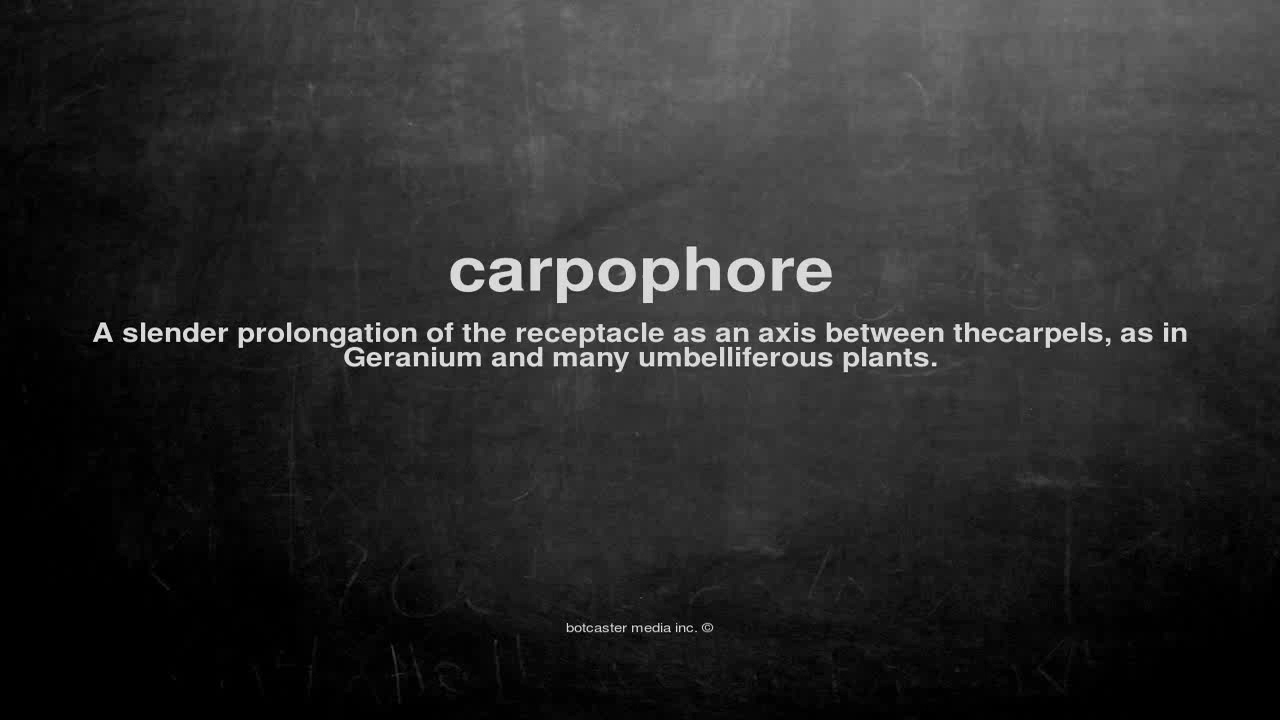 carpophore
A slender prolongation of the receptacle as an axis between thecarpels, as in
Geranium and many umbelliferous plants.
botcaster media inc. ©